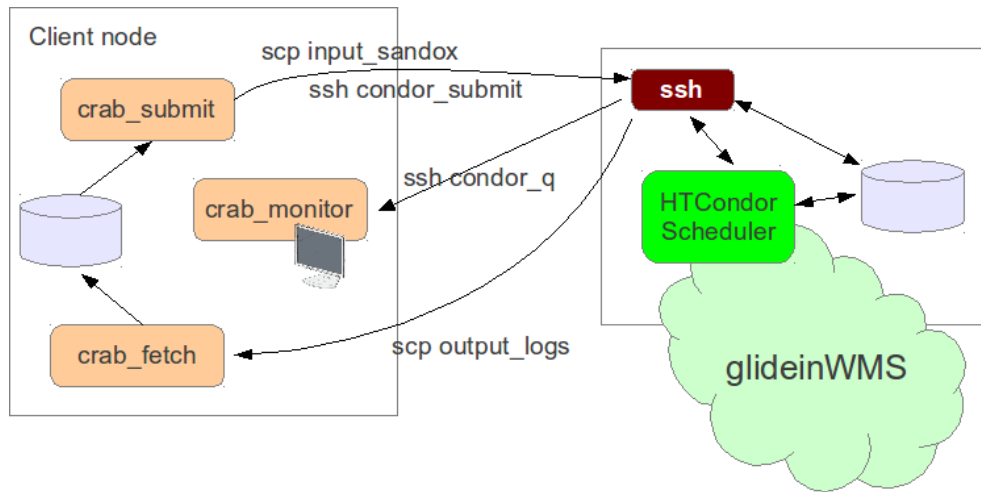 Client node
scp input_sandox
ssh condor_submit
crab_submit
ssh
ssh condor_q
crab_monitor
HTCondor
Scheduler
crab_fetch
scp output_logs
glideinWMS